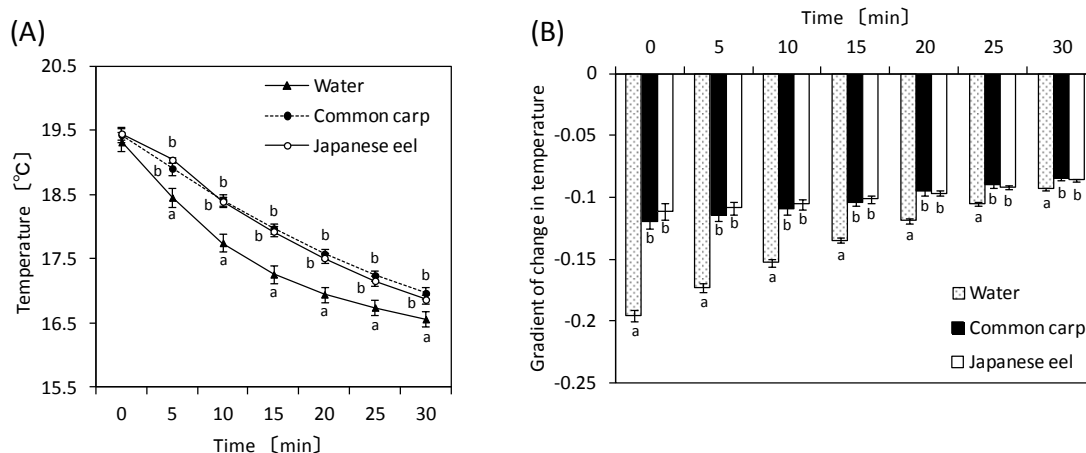 (A)
20.5
19.5
18.5
17.5
16.5
15.5
Temperature〔℃〕
Water
Common carp
Japanese eel
b
b
b
b
b
b
b
b
b
b
b
b
a
a
a
a
a
a
0 5 10 15 20 25 30
Time〔min〕
(B)
Time〔min〕
0 5 10 15 20 25 30
0
-0.05
-0.1
-0.15
-0.2
-0.25
Gradient of change in temperature
a b b a b b a b b a b b a b b a b b a b b
Water
Common carp
Japanese eel